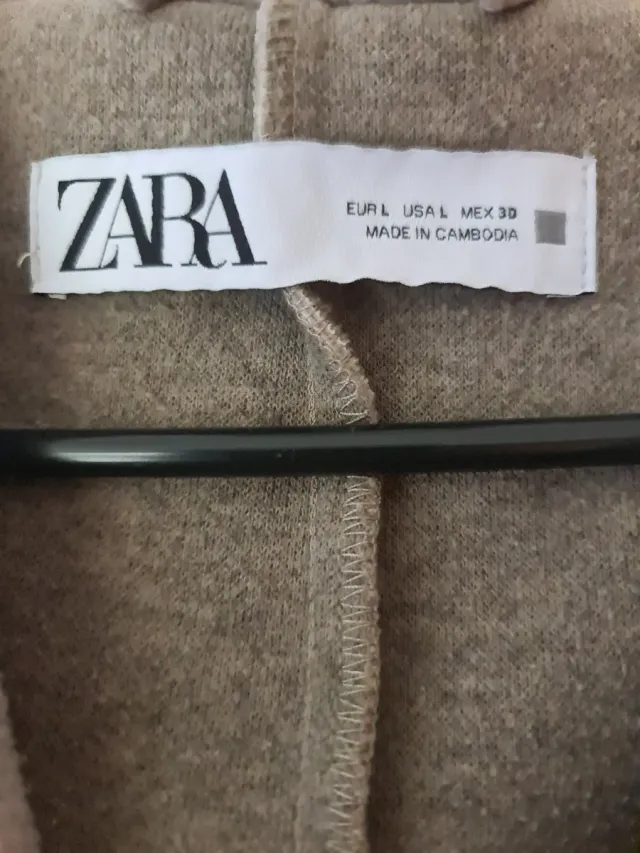 ZARA
EUR L USA L MEX 30
MADE IN CAMBODIA